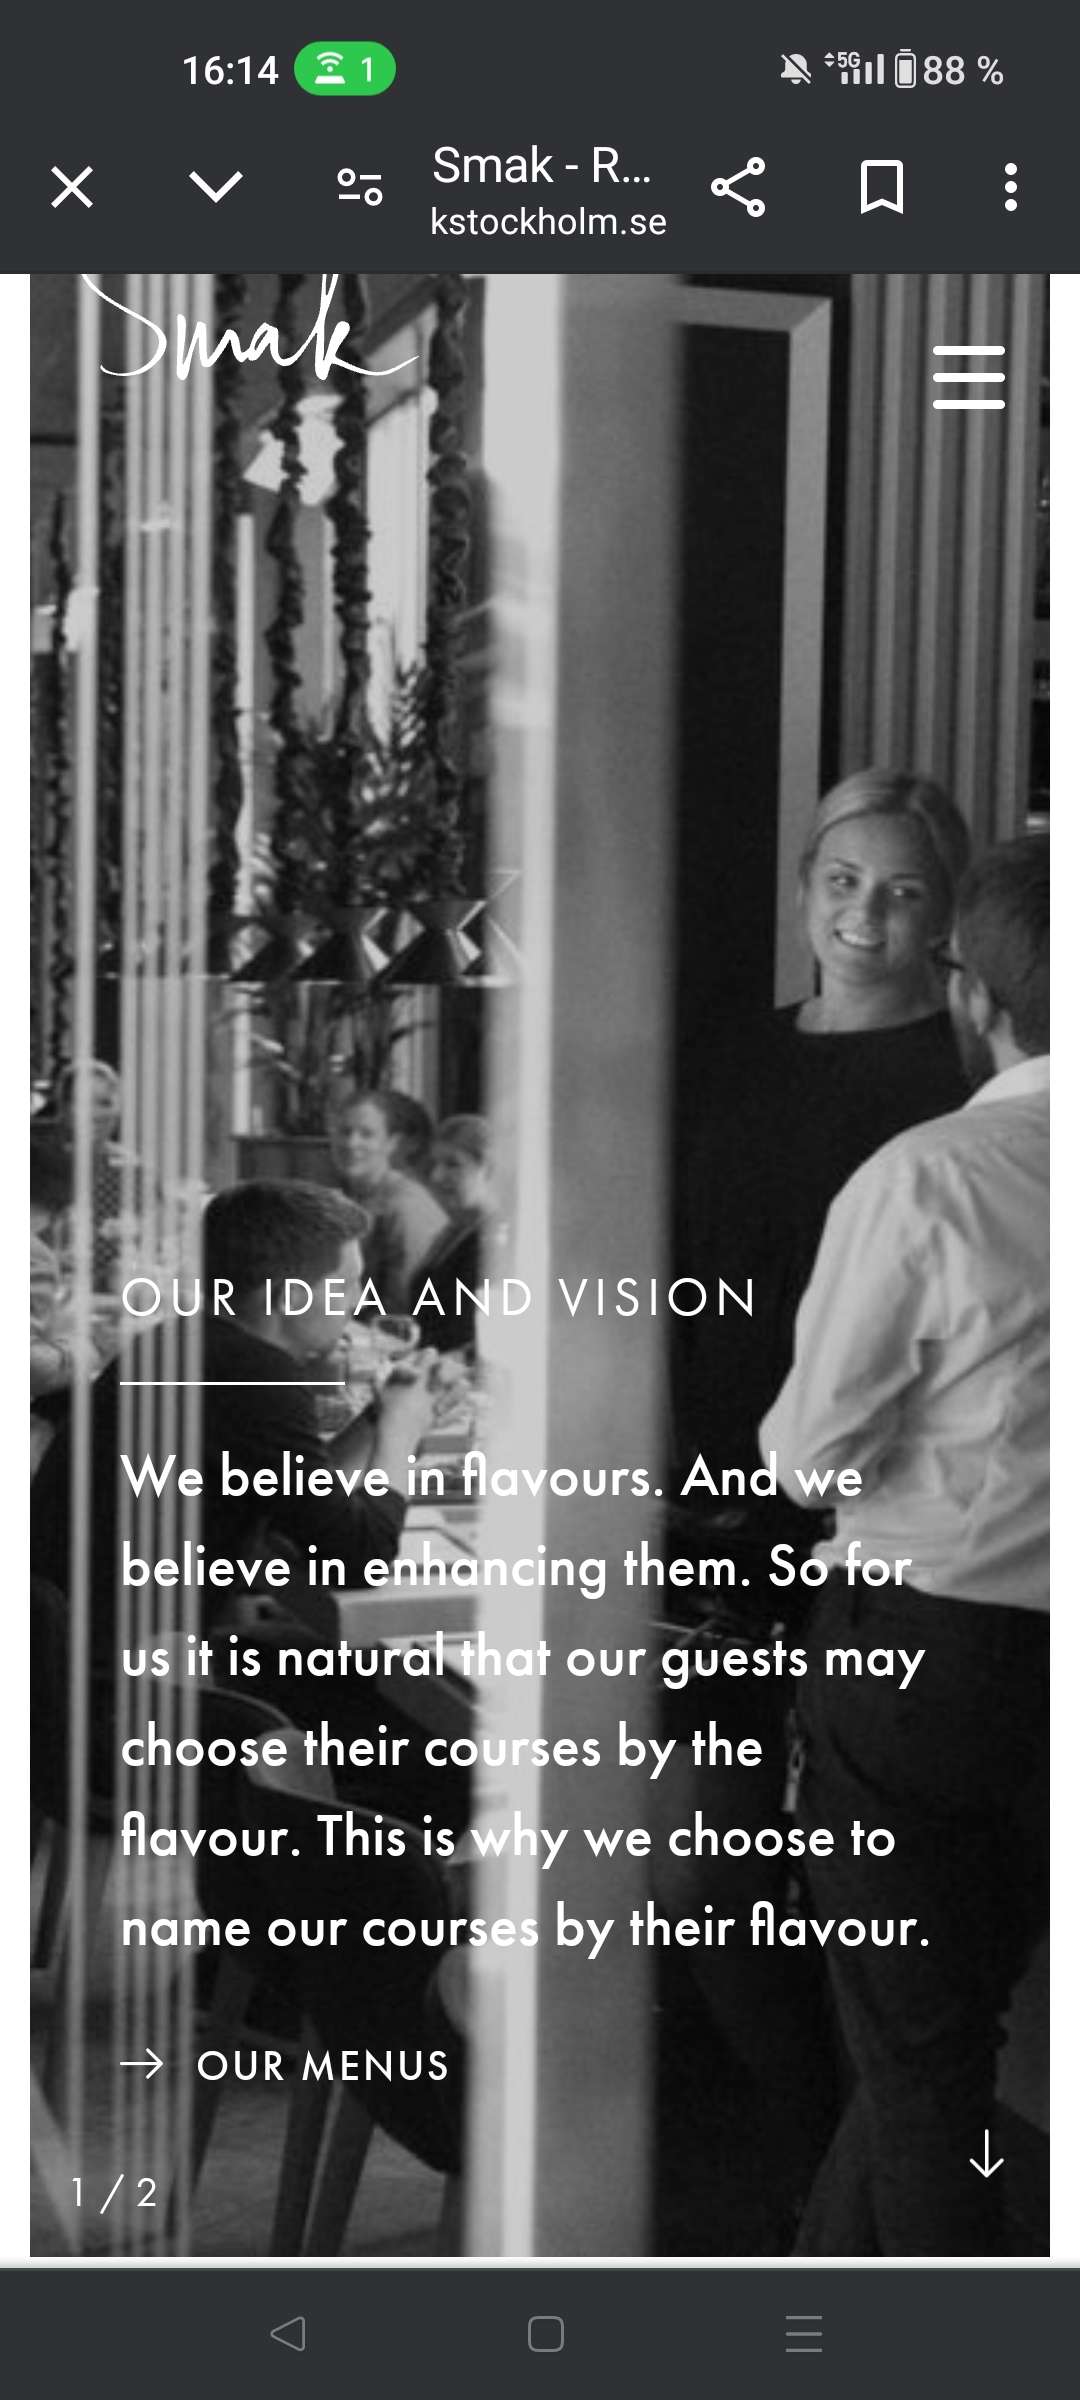 16:14
1
5G
88 %
Smak - R...
kstockholm.se
Smak
OUR IDEA AND VISION
We believe in flavours. And we
believe in enhancing them. So for
us it is natural that our guests may
choose their courses by the
flavour. This is why we choose to
name our courses by their flavour.
→ OUR MENUS
1 / 2